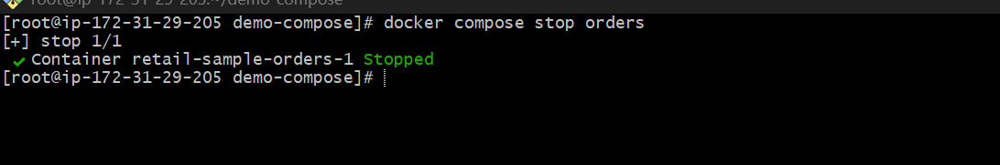 root@ip-172-31-29-205:~/demo-compose
[root@ip-172-31-29-205 demo-compose]# docker compose stop orders
[+] stop 1/1
✔ Container retail-sample-orders-1 Stopped
[root@ip-172-31-29-205 demo-compose]#